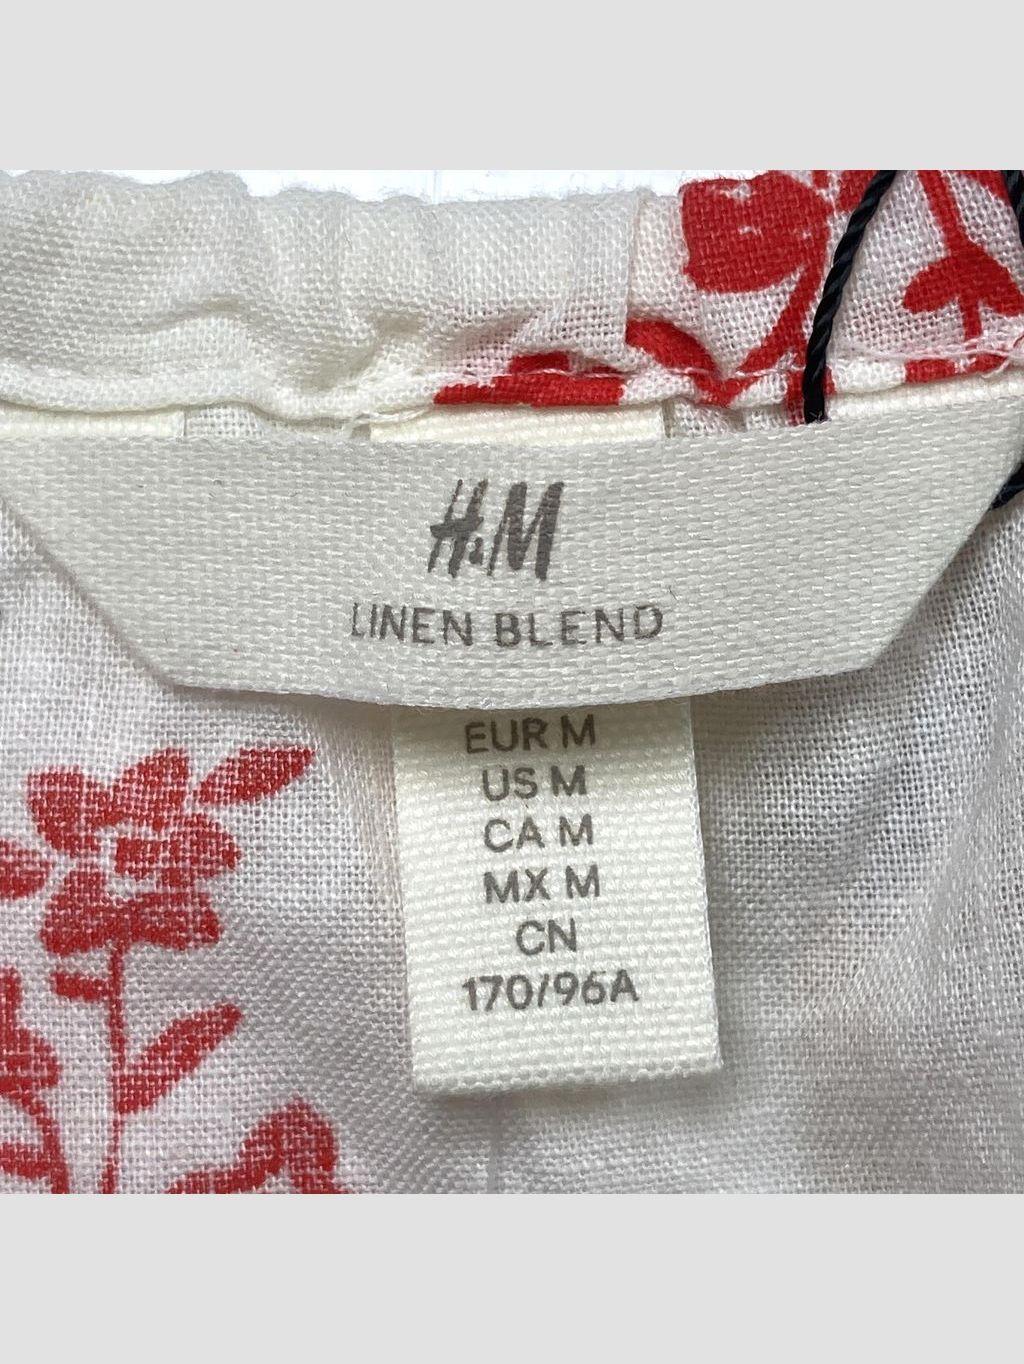 H&M
LINEN BLEND
EUR M
US M
CA M
MX M
CN
170/96A